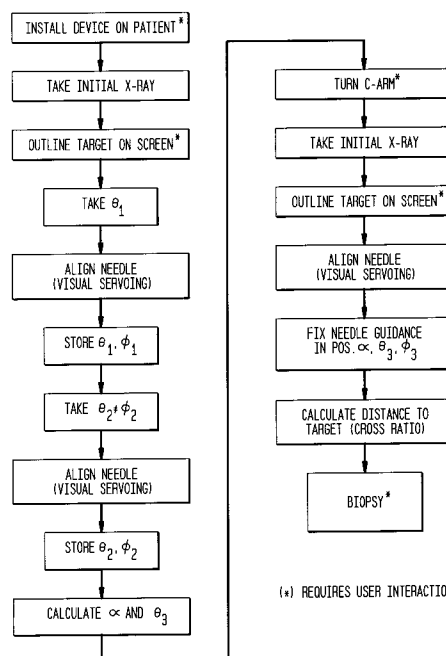 INSTALL DEVICE ON PATIENT*
TAKE INITIAL X-RAY
OUTLINE TARGET ON SCREEN*
TAKE θ1
ALIGN NEEDLE
(VISUAL SERVOING)
STORE θ1, ϕ1
TAKE θ2≠ϕ2
ALIGN NEEDLE
(VISUAL SERVOING)
STORE θ2, ϕ2
CALCULATE ∝ AND θ3
TURN C-ARM*
TAKE INITIAL X-RAY
OUTLINE TARGET ON SCREEN*
ALIGN NEEDLE
(VISUAL SERVOING)
FIX NEEDLE GUIDANCE
IN POS. ∝, θ3, ϕ3
CALCULATE DISTANCE TO
TARGET (CROSS RATIO)
BIOPSY*
(*) REQUIRES USER INTERACTIO